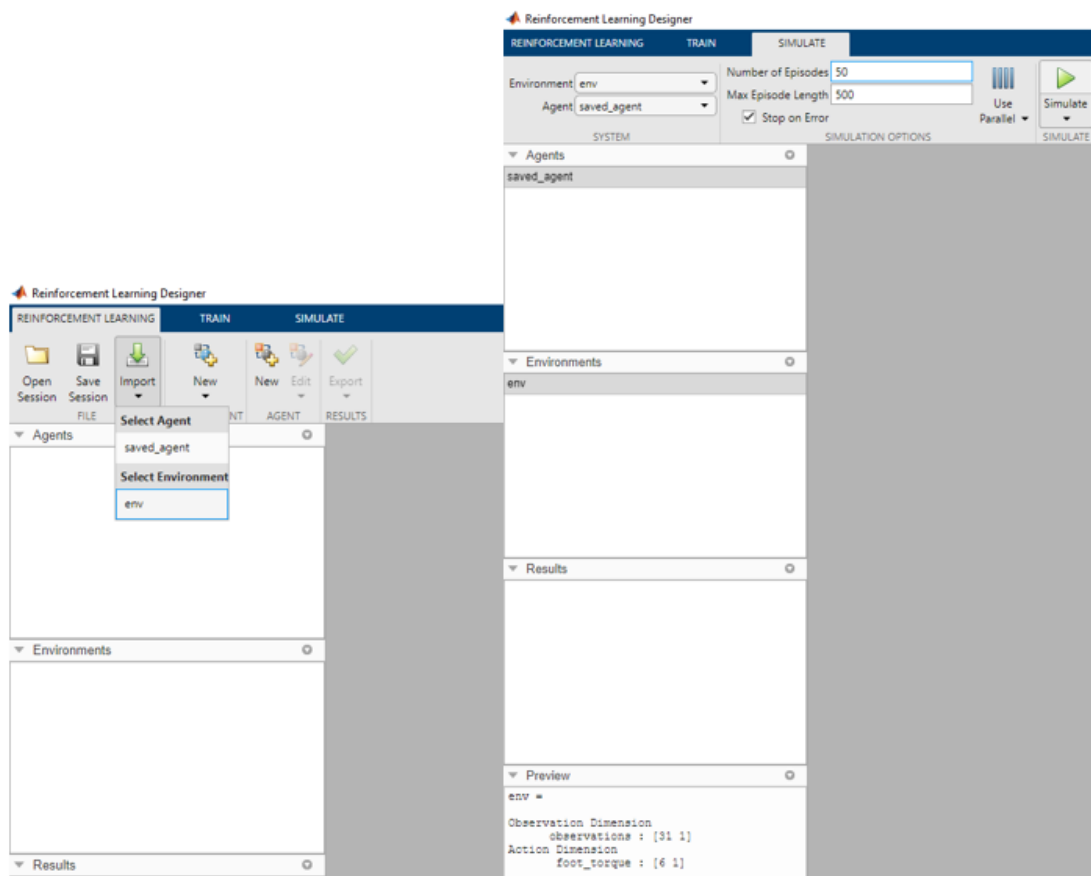 Reinforcement Learning Designer
REINFORCEMENT LEARNING TRAIN SIMULATE
Open Session Save Session Import New New Edit Export
FILE NT AGENT RESULTS
Select Agent
saved_agent
Select Environment
env
Agents
Environments
Results
Reinforcement Learning Designer
REINFORCEMENT LEARNING TRAIN SIMULATE
Environment env
Agent saved_agent
SYSTEM
Number of Episodes 50
Max Episode Length 500
Stop on Error
SIMULATION OPTIONS
Use Parallel
Simulate
SIMULATE
Agents
saved_agent
Environments
env
Results
Preview
env =
Observation Dimension
observations : [31 1]
Action Dimension
foot_torque : [6 1]